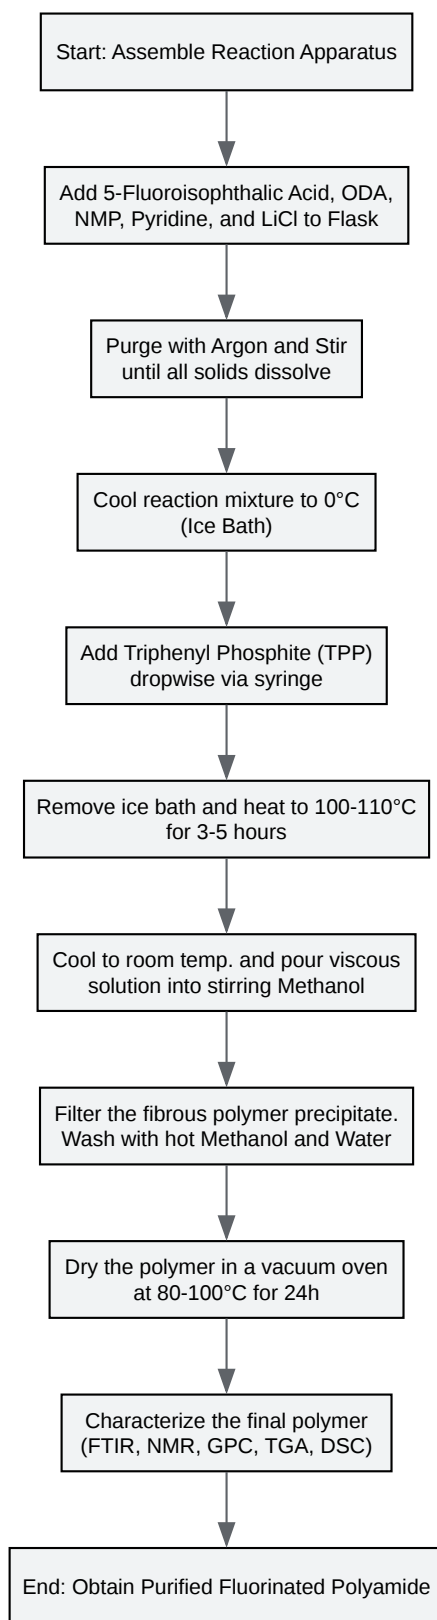 Start: Assemble Reaction Apparatus
Add 5-Fluoroisophthalic Acid, ODA,
NMP, Pyridine, and LiCl to Flask
Purge with Argon and Stir
until all solids dissolve
Cool reaction mixture to 0°C
(Ice Bath)
Add Triphenyl Phosphite (TPP)
dropwise via syringe
Remove ice bath and heat to 100-110°C
for 3-5 hours
Cool to room temp. and pour viscous
solution into stirring Methanol
Filter the fibrous polymer precipitate.
Wash with hot Methanol and Water
Dry the polymer in a vacuum oven
at 80-100°C for 24h
Characterize the final polymer
(FTIR, NMR, GPC, TGA, DSC)
End: Obtain Purified Fluorinated Polyamide